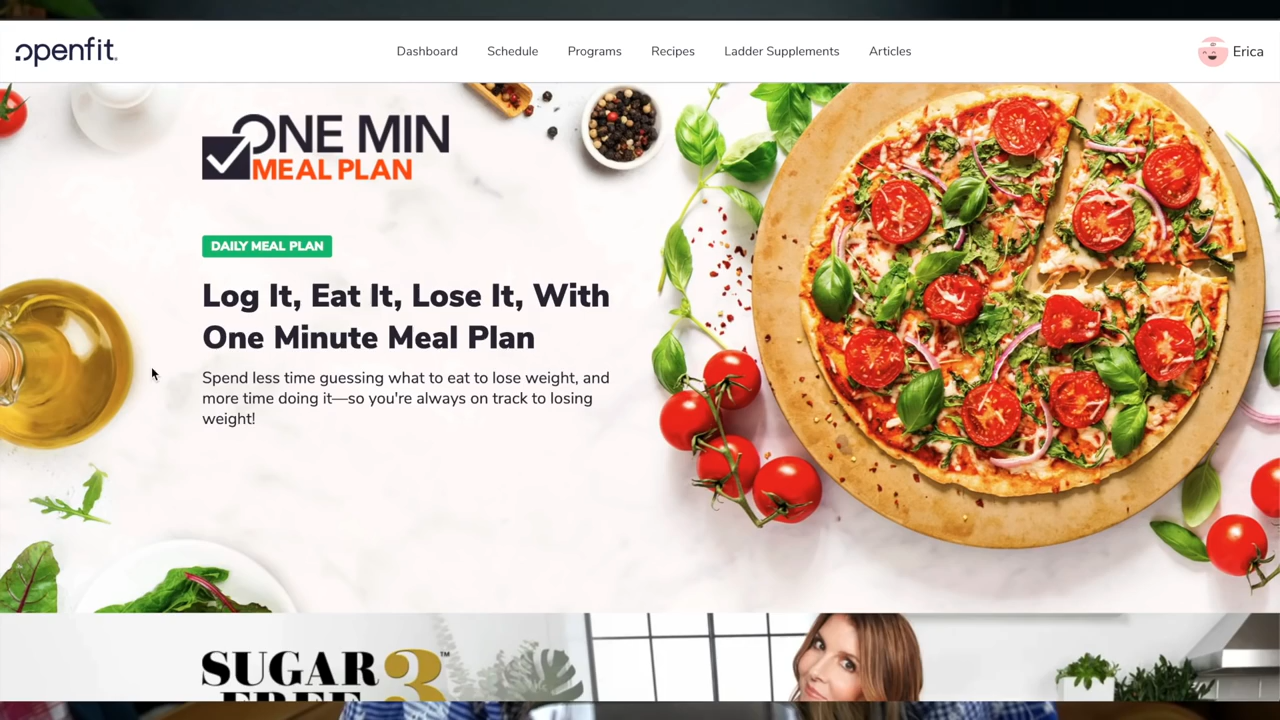 openfit
Dashboard Schedule Programs Recipes Ladder Supplements Articles Erica
ONE MIN
MEAL PLAN
DAILY MEAL PLAN
Log It, Eat It, Lose It, With
One Minute Meal Plan
Spend less time guessing what to eat to lose weight, and
more time doing it—so you're always on track to losing
weight!
SUGAR 3™
FREE